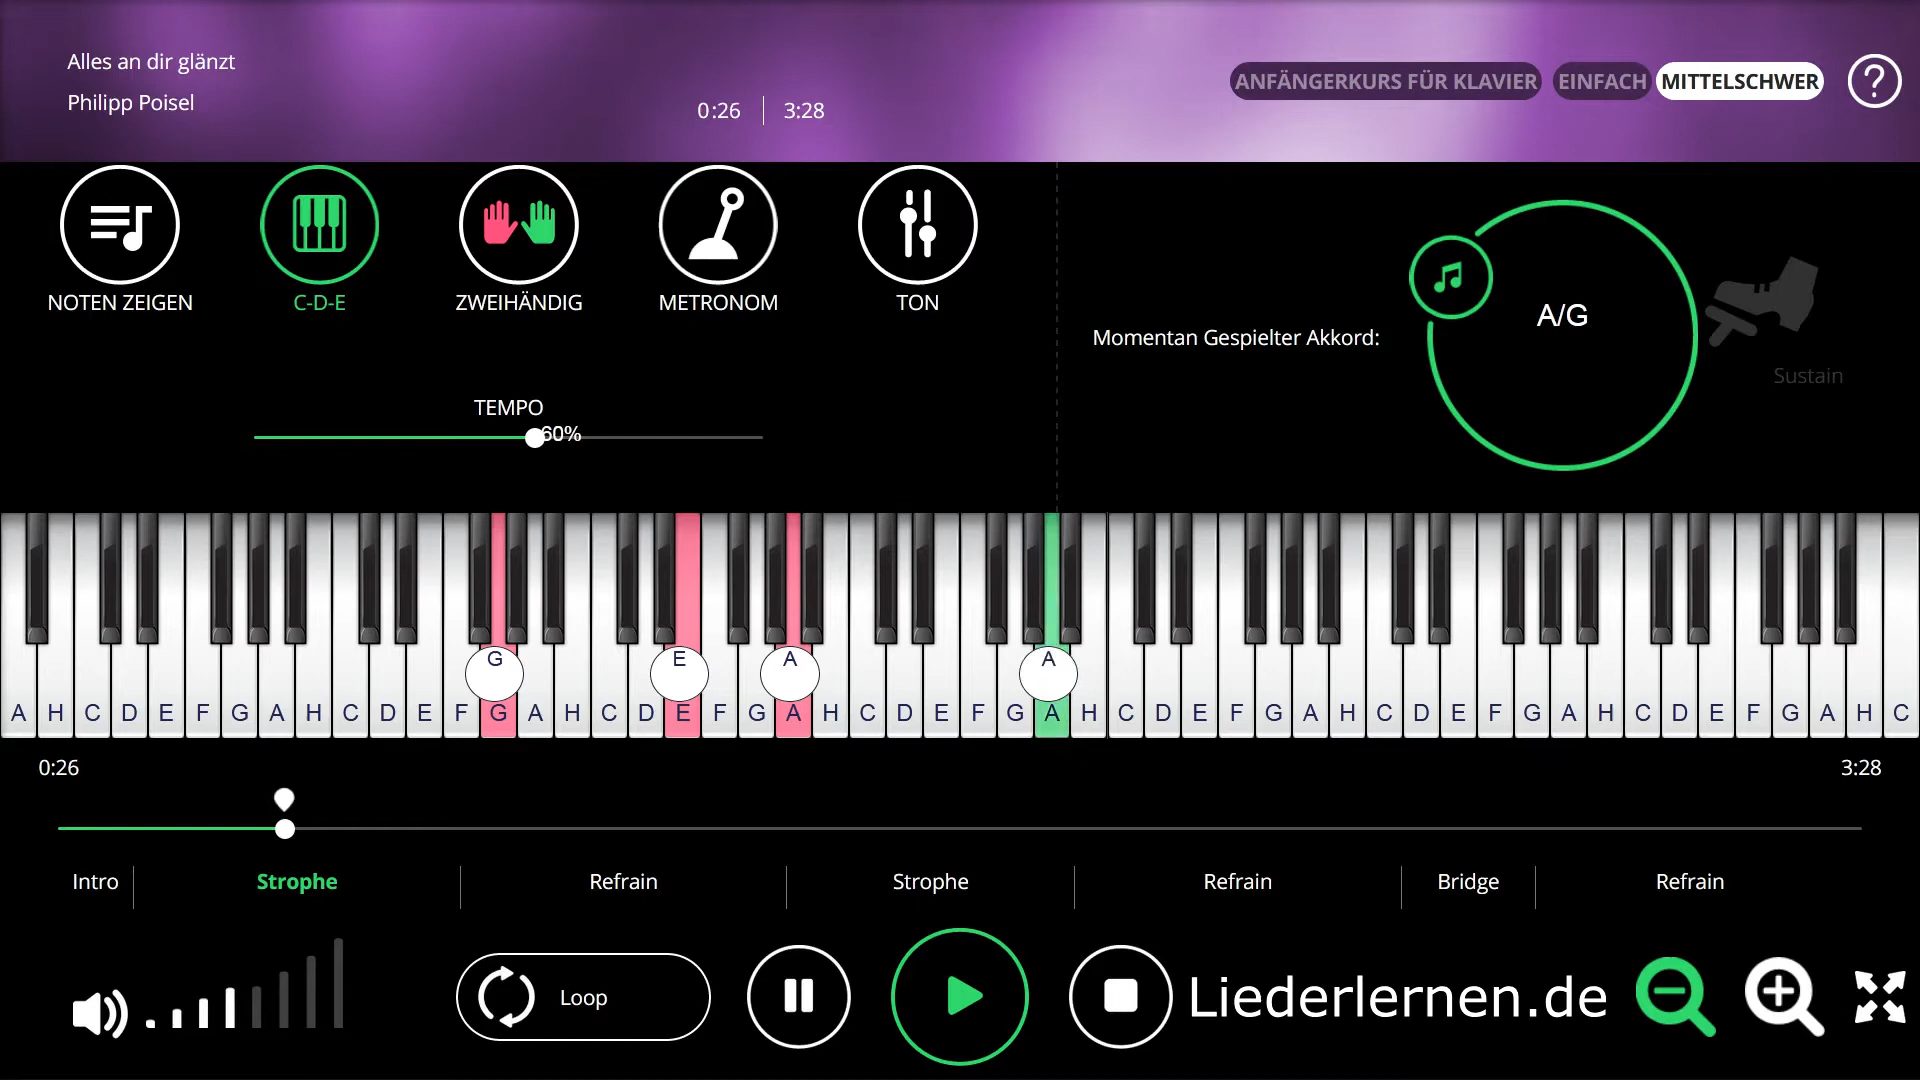 Alles an dir glänzt
Philipp Poisel
0:26 3:28
ANFÄNGERKURS FÜR KLAVIER EINFACH MITTELSCHWER ?
NOTEN ZEIGEN C-D-E ZWEIHÄNDIG METRONOM TON
Momentan Gespielter Akkord:
A/G
Sustain
TEMPO
60%
G E A A
A H C D E F G A H C D E F G A H C D E F G A H C D E F G A H C D E F G A H C D E F G A H C D E F G A H C
0:26 3:28
Intro Strophe Refrain Strophe Refrain Bridge Refrain
Loop
Liederlernen.de